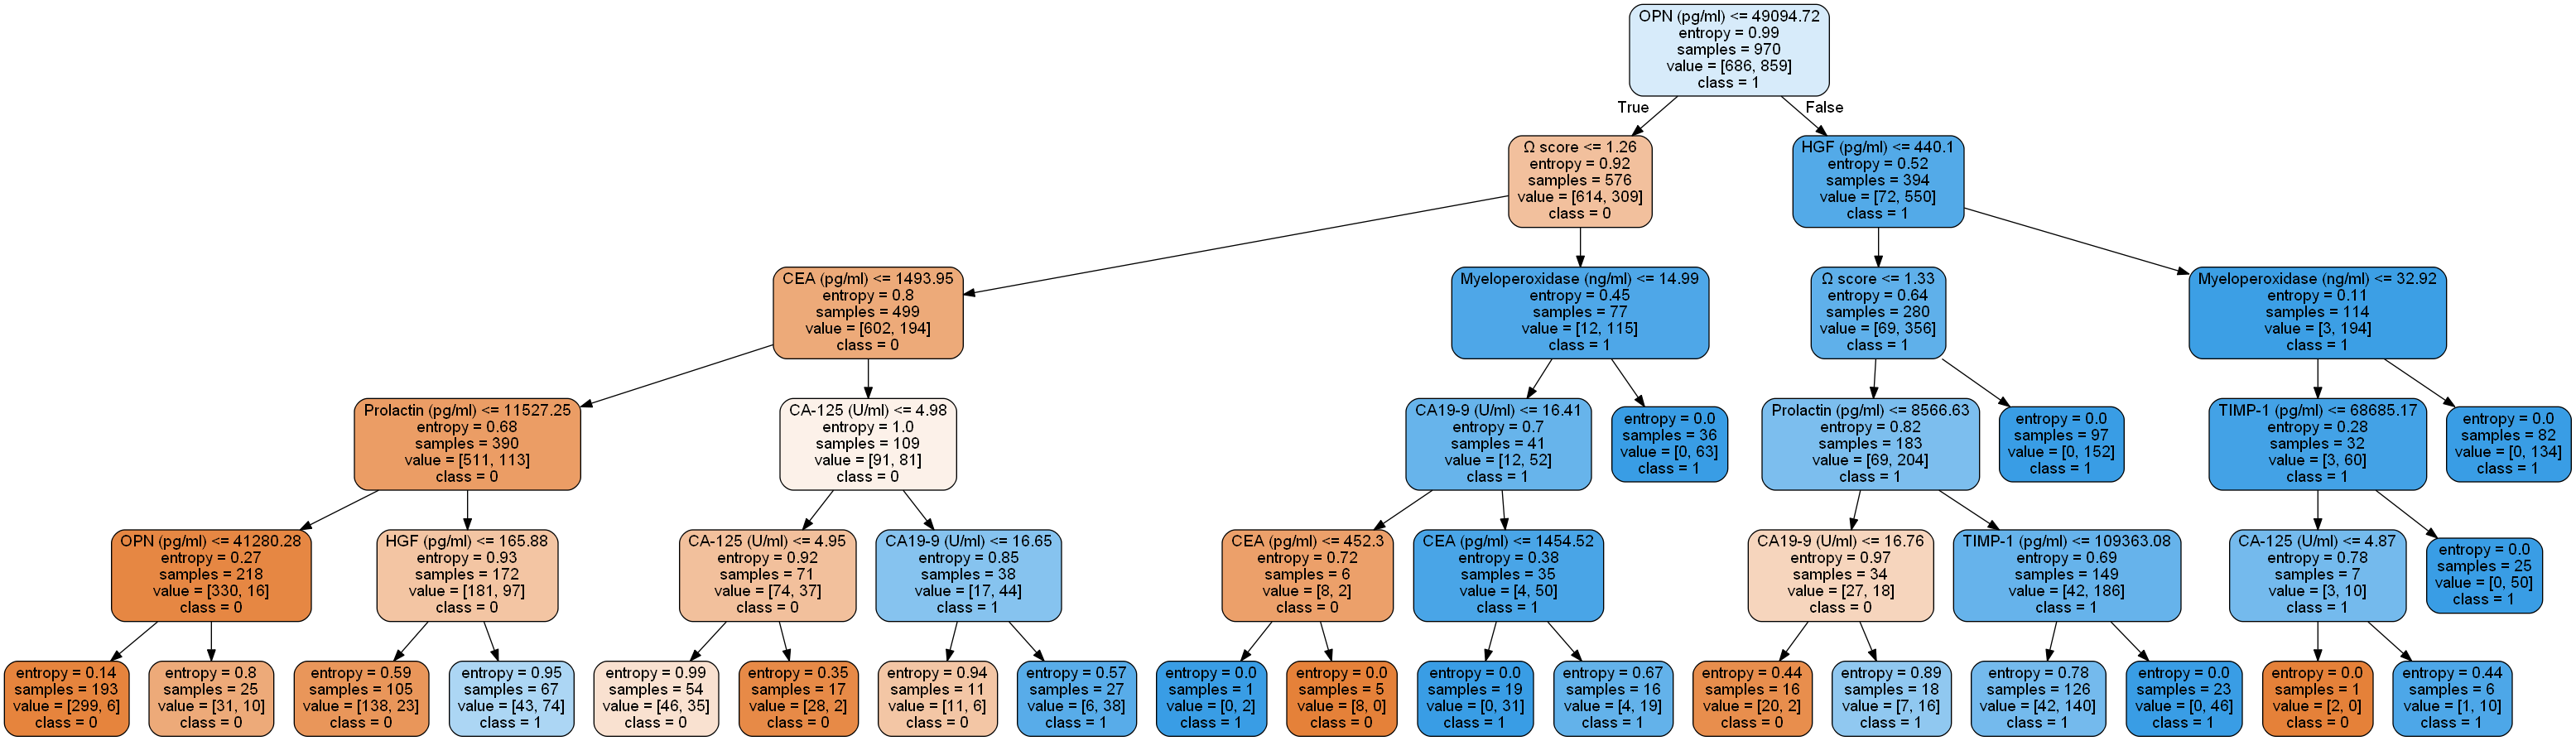 OPN (pg/ml) <= 49094.72
entropy = 0.99
samples = 970
value = [686, 859]
class = 1
True
False
Ω score <= 1.26
entropy = 0.92
samples = 576
value = [614, 309]
class = 0
HGF (pg/ml) <= 440.1
entropy = 0.52
samples = 394
value = [72, 550]
class = 1
CEA (pg/ml) <= 1493.95
entropy = 0.8
samples = 499
value = [602, 194]
class = 0
Myeloperoxidase (ng/ml) <= 14.99
entropy = 0.45
samples = 77
value = [12, 115]
class = 1
Ω score <= 1.33
entropy = 0.64
samples = 280
value = [69, 356]
class = 1
Myeloperoxidase (ng/ml) <= 32.92
entropy = 0.11
samples = 114
value = [3, 194]
class = 1
Prolactin (pg/ml) <= 11527.25
entropy = 0.68
samples = 390
value = [511, 113]
class = 0
CA-125 (U/ml) <= 4.98
entropy = 1.0
samples = 109
value = [91, 81]
class = 0
CA19-9 (U/ml) <= 16.41
entropy = 0.7
samples = 41
value = [12, 52]
class = 1
entropy = 0.0
samples = 36
value = [0, 63]
class = 1
Prolactin (pg/ml) <= 8566.63
entropy = 0.82
samples = 183
value = [69, 204]
class = 1
entropy = 0.0
samples = 97
value = [0, 152]
class = 1
TIMP-1 (pg/ml) <= 68685.17
entropy = 0.28
samples = 32
value = [3, 60]
class = 1
entropy = 0.0
samples = 82
value = [0, 134]
class = 1
OPN (pg/ml) <= 41280.28
entropy = 0.27
samples = 218
value = [330, 16]
class = 0
HGF (pg/ml) <= 165.88
entropy = 0.93
samples = 172
value = [181, 97]
class = 0
CA-125 (U/ml) <= 4.95
entropy = 0.92
samples = 71
value = [74, 37]
class = 0
CA19-9 (U/ml) <= 16.65
entropy = 0.85
samples = 38
value = [17, 44]
class = 1
CEA (pg/ml) <= 452.3
entropy = 0.72
samples = 6
value = [8, 2]
class = 0
CEA (pg/ml) <= 1454.52
entropy = 0.38
samples = 35
value = [4, 50]
class = 1
CA19-9 (U/ml) <= 16.76
entropy = 0.97
samples = 34
value = [27, 18]
class = 0
TIMP-1 (pg/ml) <= 109363.08
entropy = 0.69
samples = 149
value = [42, 186]
class = 1
CA-125 (U/ml) <= 4.87
entropy = 0.78
samples = 7
value = [3, 10]
class = 1
entropy = 0.0
samples = 25
value = [0, 50]
class = 1
entropy = 0.14
samples = 193
value = [299, 6]
class = 0
entropy = 0.8
samples = 25
value = [31, 10]
class = 0
entropy = 0.59
samples = 105
value = [138, 23]
class = 0
entropy = 0.95
samples = 67
value = [43, 74]
class = 1
entropy = 0.99
samples = 54
value = [46, 35]
class = 0
entropy = 0.35
samples = 17
value = [28, 2]
class = 0
entropy = 0.94
samples = 11
value = [11, 6]
class = 0
entropy = 0.57
samples = 27
value = [6, 38]
class = 1
entropy = 0.0
samples = 1
value = [0, 2]
class = 1
entropy = 0.0
samples = 5
value = [8, 0]
class = 0
entropy = 0.0
samples = 19
value = [0, 31]
class = 1
entropy = 0.67
samples = 16
value = [4, 19]
class = 1
entropy = 0.44
samples = 16
value = [20, 2]
class = 0
entropy = 0.89
samples = 18
value = [7, 16]
class = 1
entropy = 0.78
samples = 126
value = [42, 140]
class = 1
entropy = 0.0
samples = 23
value = [0, 46]
class = 1
entropy = 0.0
samples = 1
value = [2, 0]
class = 0
entropy = 0.44
samples = 6
value = [1, 10]
class = 1